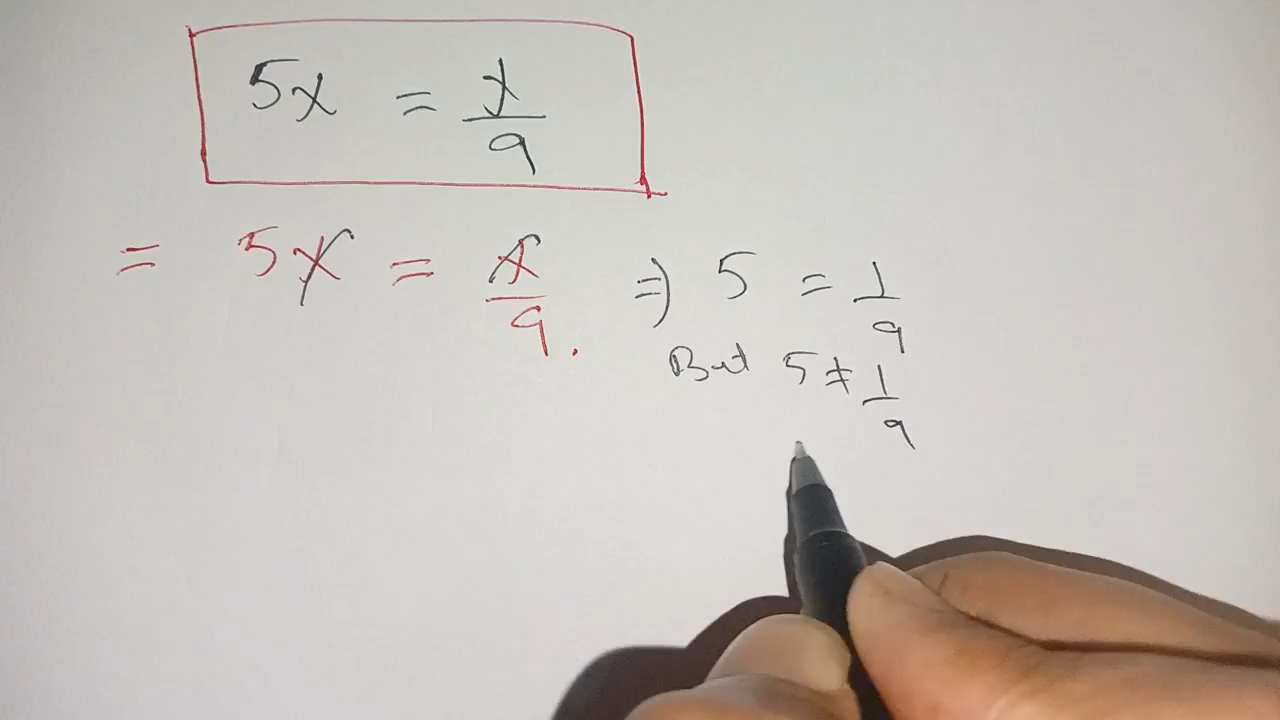 5x = x/9
= 5x = x/9. ⇒ 5 = 1/9
But 5 ≠ 1/9